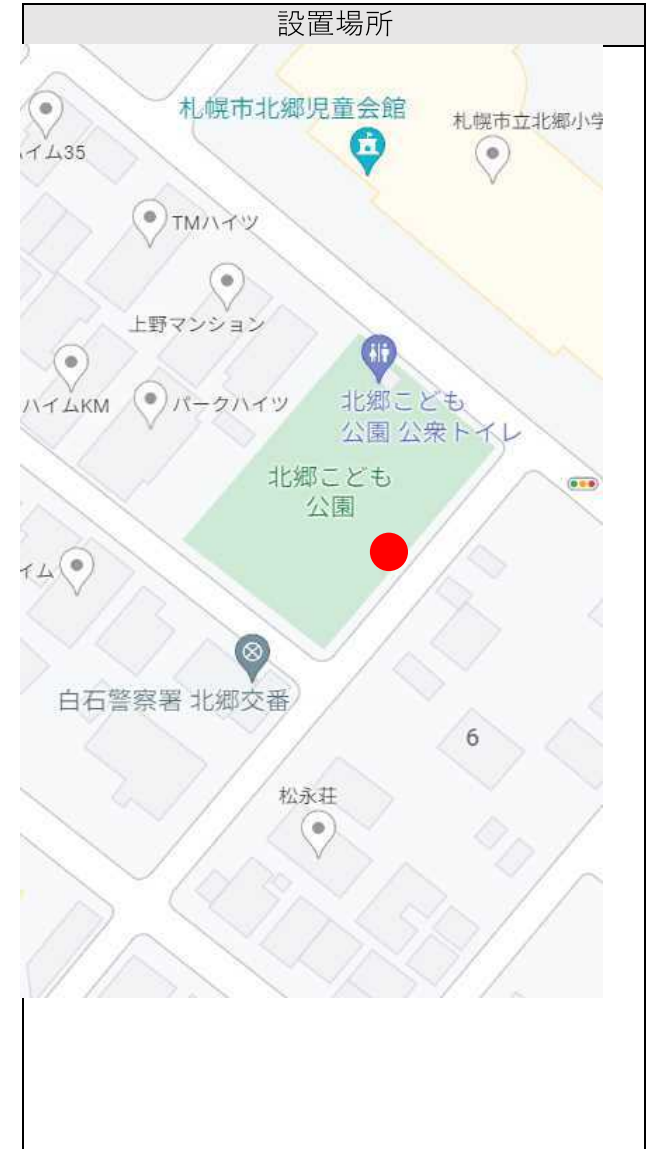 設置場所
札幌市北郷児童会館
札幌市立北郷小学
イム35
TMハイツ
上野マンション
ハイムKM
パークハイツ
北郷こども
公園 公衆トイレ
北郷こども
公園
イム
白石警察署 北郷交番
6
松永荘